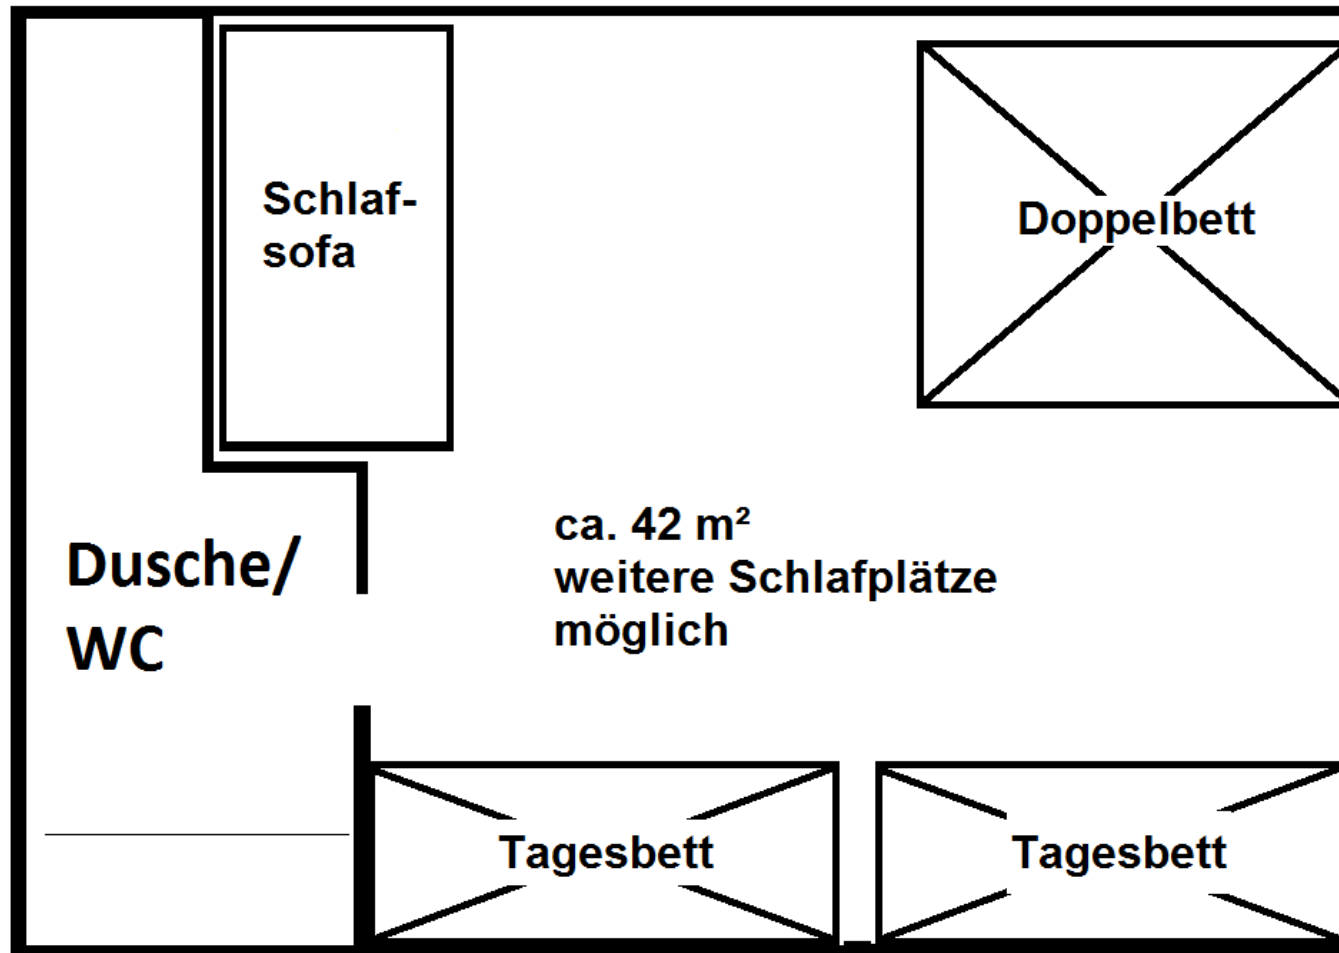 Schlaf-
sofa
Doppelbett
ca. 42 m²
weitere Schlafplätze
möglich
Dusche/
WC
Tagesbett
Tagesbett